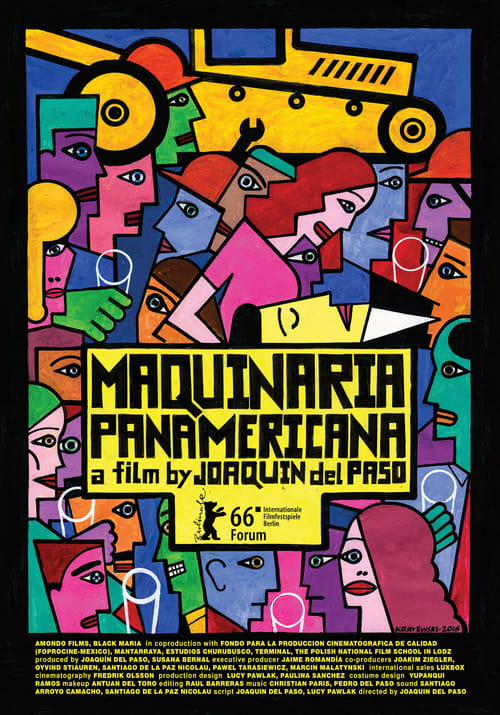 MAQUINARIA
PANAMERICANA
a film by JOAQUIN del PASO
Berlinale
66 Internationale
Filmfestspiele
Berlin
Forum
KRAJEWSKI-2016
AMONDO FILMS, BLACK MARIA in coproduction with FONDO PARA LA PRODUCCION CINEMATOGRAFICA DE CALIDAD
(FOPROCINE-MEXICO), MANTARRAYA, ESTUDIOS CHURUBUSCO, TERMINAL, THE POLISH NATIONAL FILM SCHOOL IN LODZ
produced by JOAQUÍN DEL PASO, SUSANA BERNAL executive producer JAIME ROMANDÍA co-producers JOAKIM ZIEGLER,
OYVIND STIAUREN, SANTIAGO DE LA PAZ NICOLAU, PAWEL TARASIEWICZ, MARCIN MALATYNSKI international sales LUXBOX
cinematography FREDRIK OLSSON production design LUCY PAWLAK, PAULINA SANCHEZ costume design YUPANQUI
RAMOS makeup ANTUAN DEL TORO editing RAUL BARRERAS music CHRISTIAN PARIS, PEDRO DEL PASO sound SANTIAGO
ARROYO CAMACHO, SANTIAGO DE LA PAZ NICOLAU script JOAQUIN DEL PASO, LUCY PAWLAK directed by JOAQUIN DEL PASO